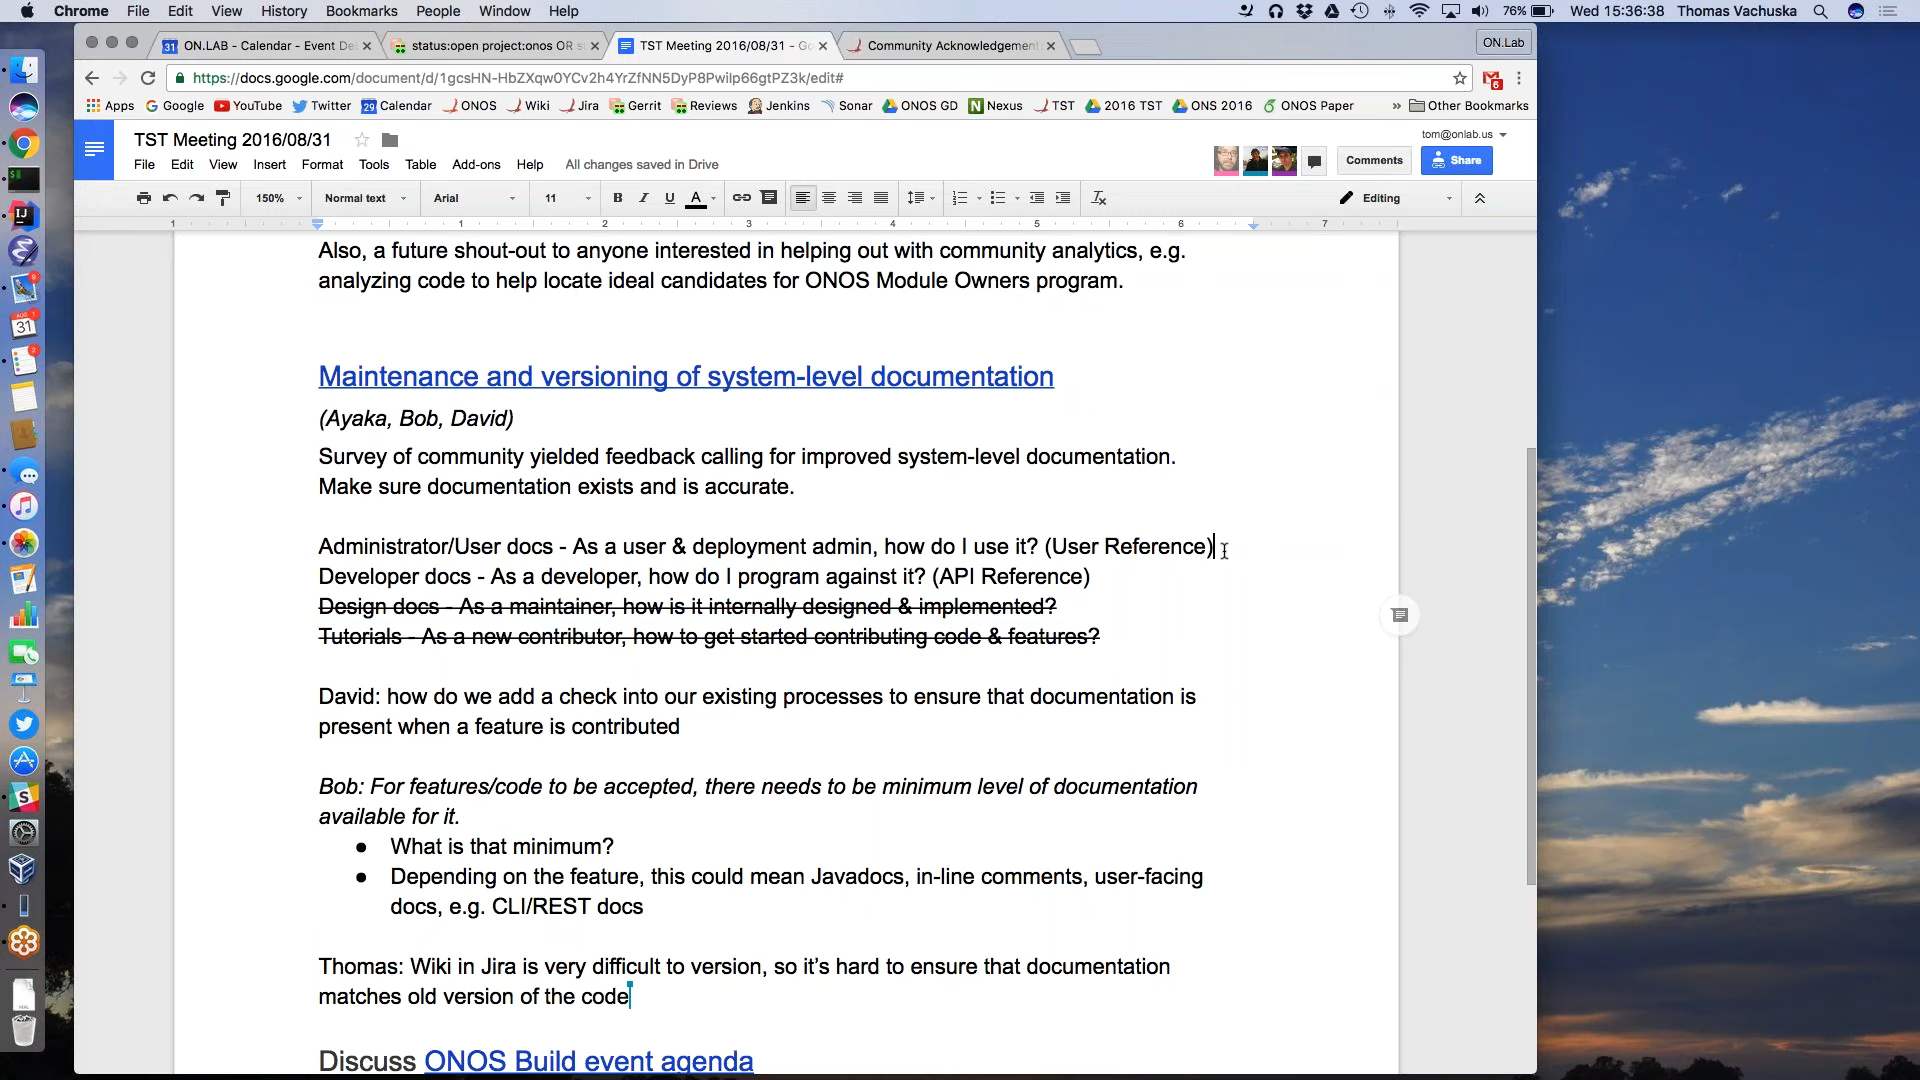 Chrome File Edit View History Bookmarks People Window Help 76% Wed 15:36:38 Thomas Vachuska
ON.LAB - Calendar - Event De status:open project:onos OR s TST Meeting 2016/08/31 - Go Community Acknowledgement ON.Lab
https://docs.google.com/document/d/1gcsHN-HbZXqw0YCv2h4YrZfNN5DyP8Pwilp66gtPZ3k/edit#
Apps Google YouTube Twitter Calendar ONOS Wiki Jira Gerrit Reviews Jenkins Sonar ONOS GD Nexus TST 2016 TST ONS 2016 ONOS Paper » Other Bookmarks
TST Meeting 2016/08/31
tom@onlab.us
File Edit View Insert Format Tools Table Add-ons Help All changes saved in Drive
Comments Share
150% Normal text Arial 11 B I U A Editing
1 1 2 3 4 5 6 7
Also, a future shout-out to anyone interested in helping out with community analytics, e.g.
analyzing code to help locate ideal candidates for ONOS Module Owners program.
Maintenance and versioning of system-level documentation
(Ayaka, Bob, David)
Survey of community yielded feedback calling for improved system-level documentation.
Make sure documentation exists and is accurate.
Administrator/User docs - As a user & deployment admin, how do I use it? (User Reference)
Developer docs - As a developer, how do I program against it? (API Reference)
Design docs - As a maintainer, how is it internally designed & implemented?
Tutorials - As a new contributor, how to get started contributing code & features?
David: how do we add a check into our existing processes to ensure that documentation is
present when a feature is contributed
Bob: For features/code to be accepted, there needs to be minimum level of documentation
available for it.
● What is that minimum?
● Depending on the feature, this could mean Javadocs, in-line comments, user-facing
docs, e.g. CLI/REST docs
Thomas: Wiki in Jira is very difficult to version, so it's hard to ensure that documentation
matches old version of the code
Discuss ONOS Build event agenda